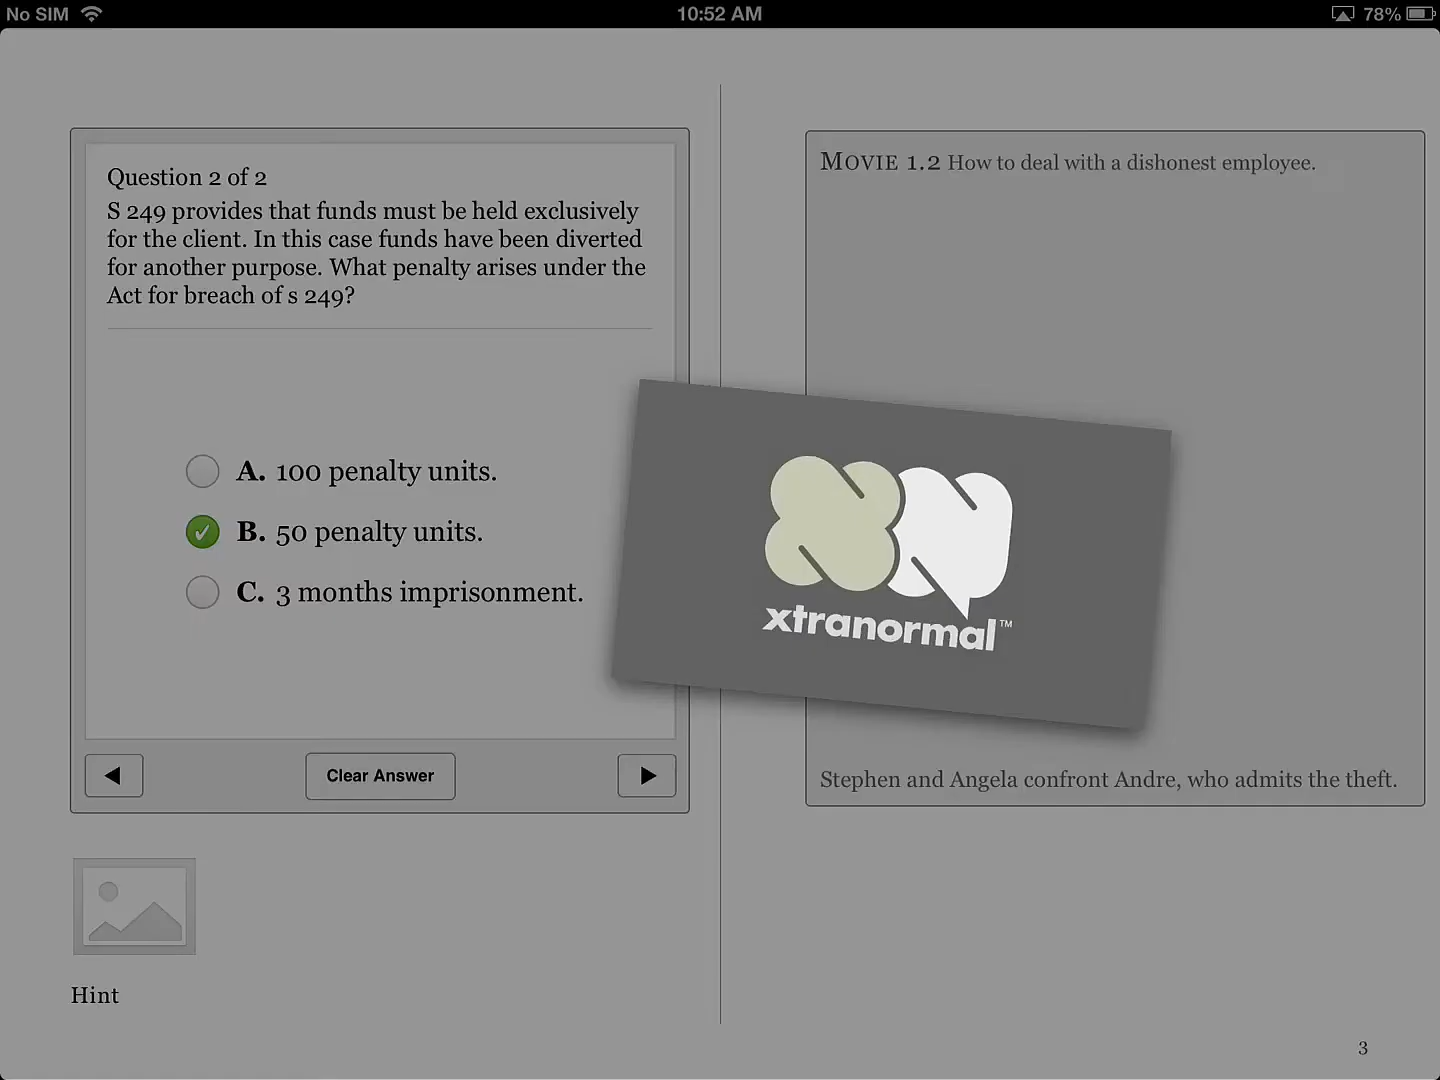 No SIM
10:52 AM
78%
Question 2 of 2
S 249 provides that funds must be held exclusively
for the client. In this case funds have been diverted
for another purpose. What penalty arises under the
Act for breach of s 249?
A. 100 penalty units.
B. 50 penalty units.
C. 3 months imprisonment.
Clear Answer
Hint
MOVIE 1.2 How to deal with a dishonest employee.
xtranormal™
Stephen and Angela confront Andre, who admits the theft.
3